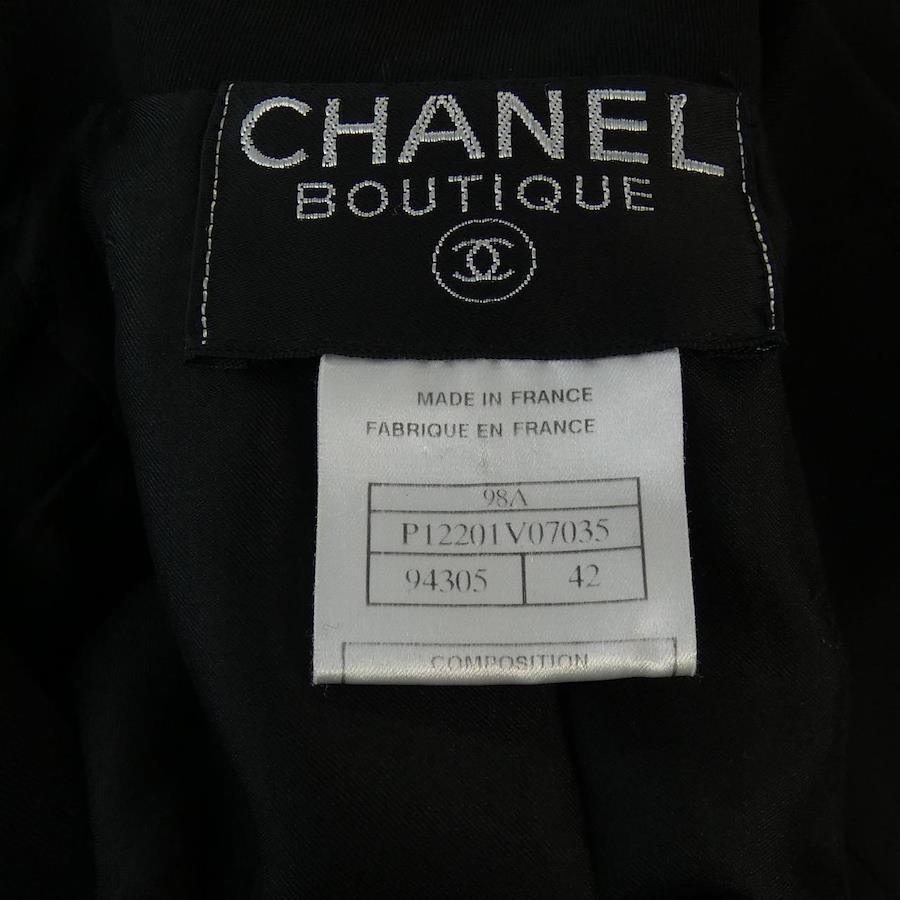 CHANEL
BOUTIQUE
MADE IN FRANCE
FABRIQUE EN FRANCE
98A
P12201V07035
94305 42
COMPOSITION